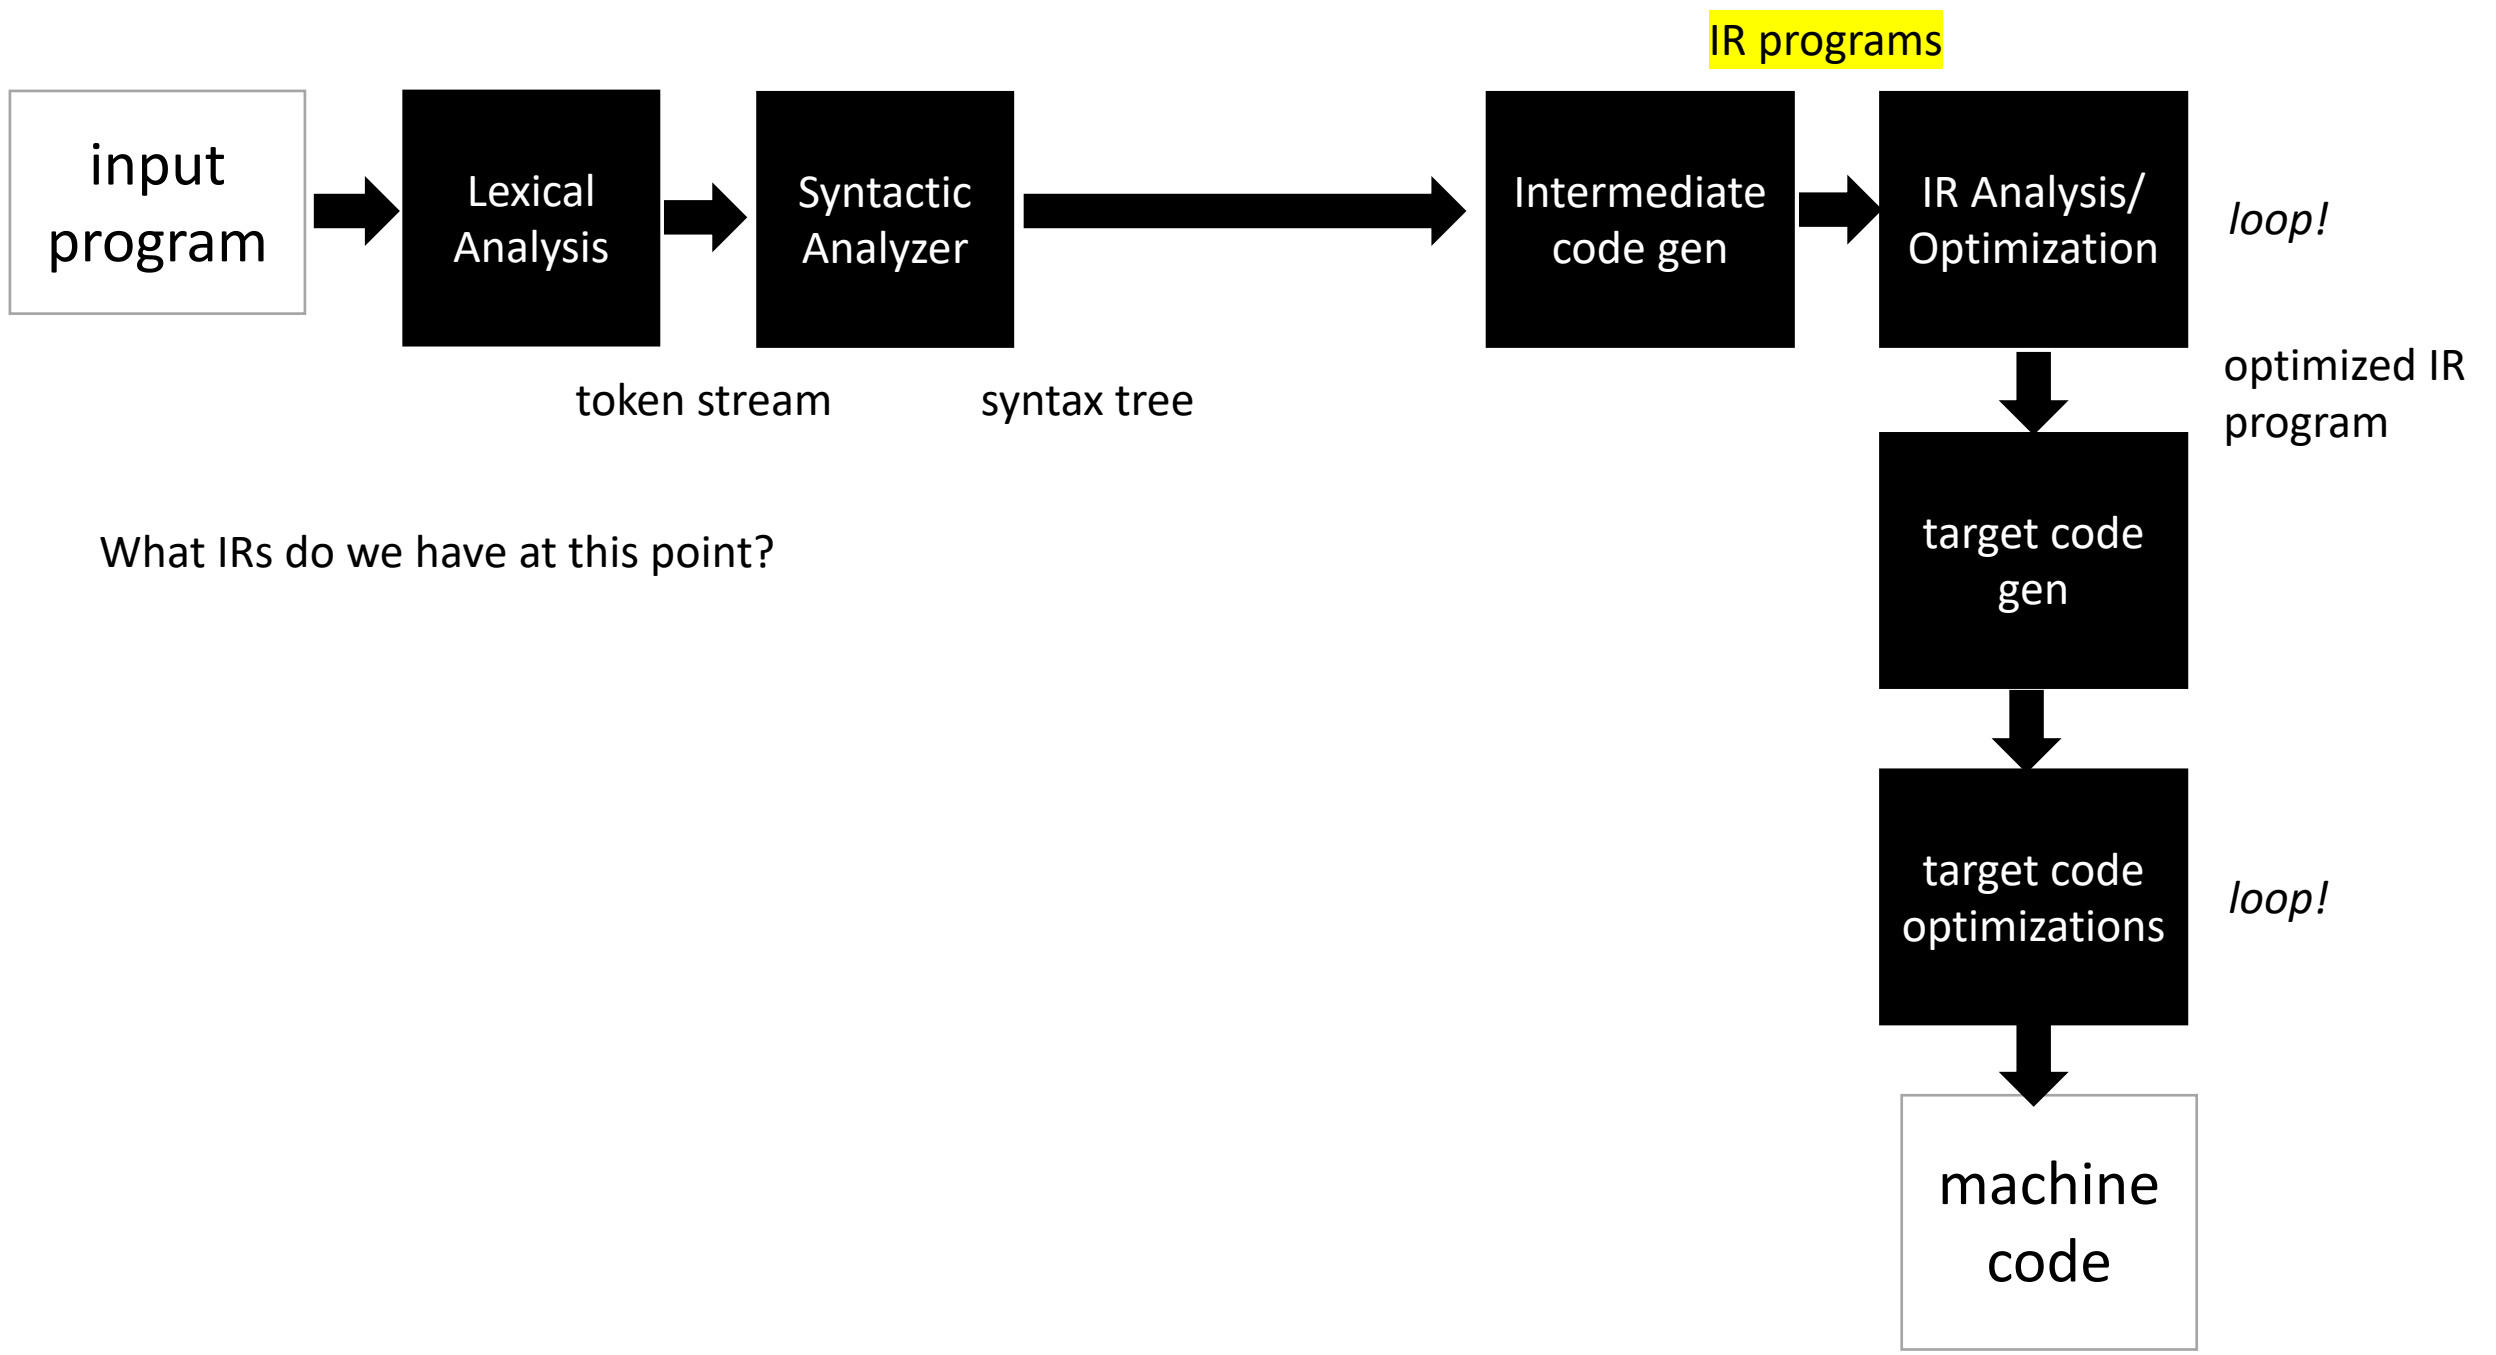 IR programs
input
program
Lexical
Analysis
Syntactic
Analyzer
Intermediate
code gen
IR Analysis/
Optimization
loop!
token stream
syntax tree
optimized IR
program
What IRs do we have at this point?
target code
gen
target code
optimizations
loop!
machine
code